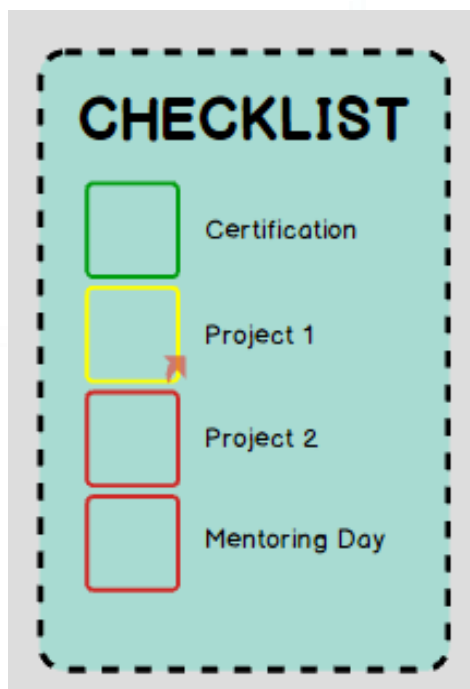 CHECKLIST
Certification
Project 1
Project 2
Mentoring Day